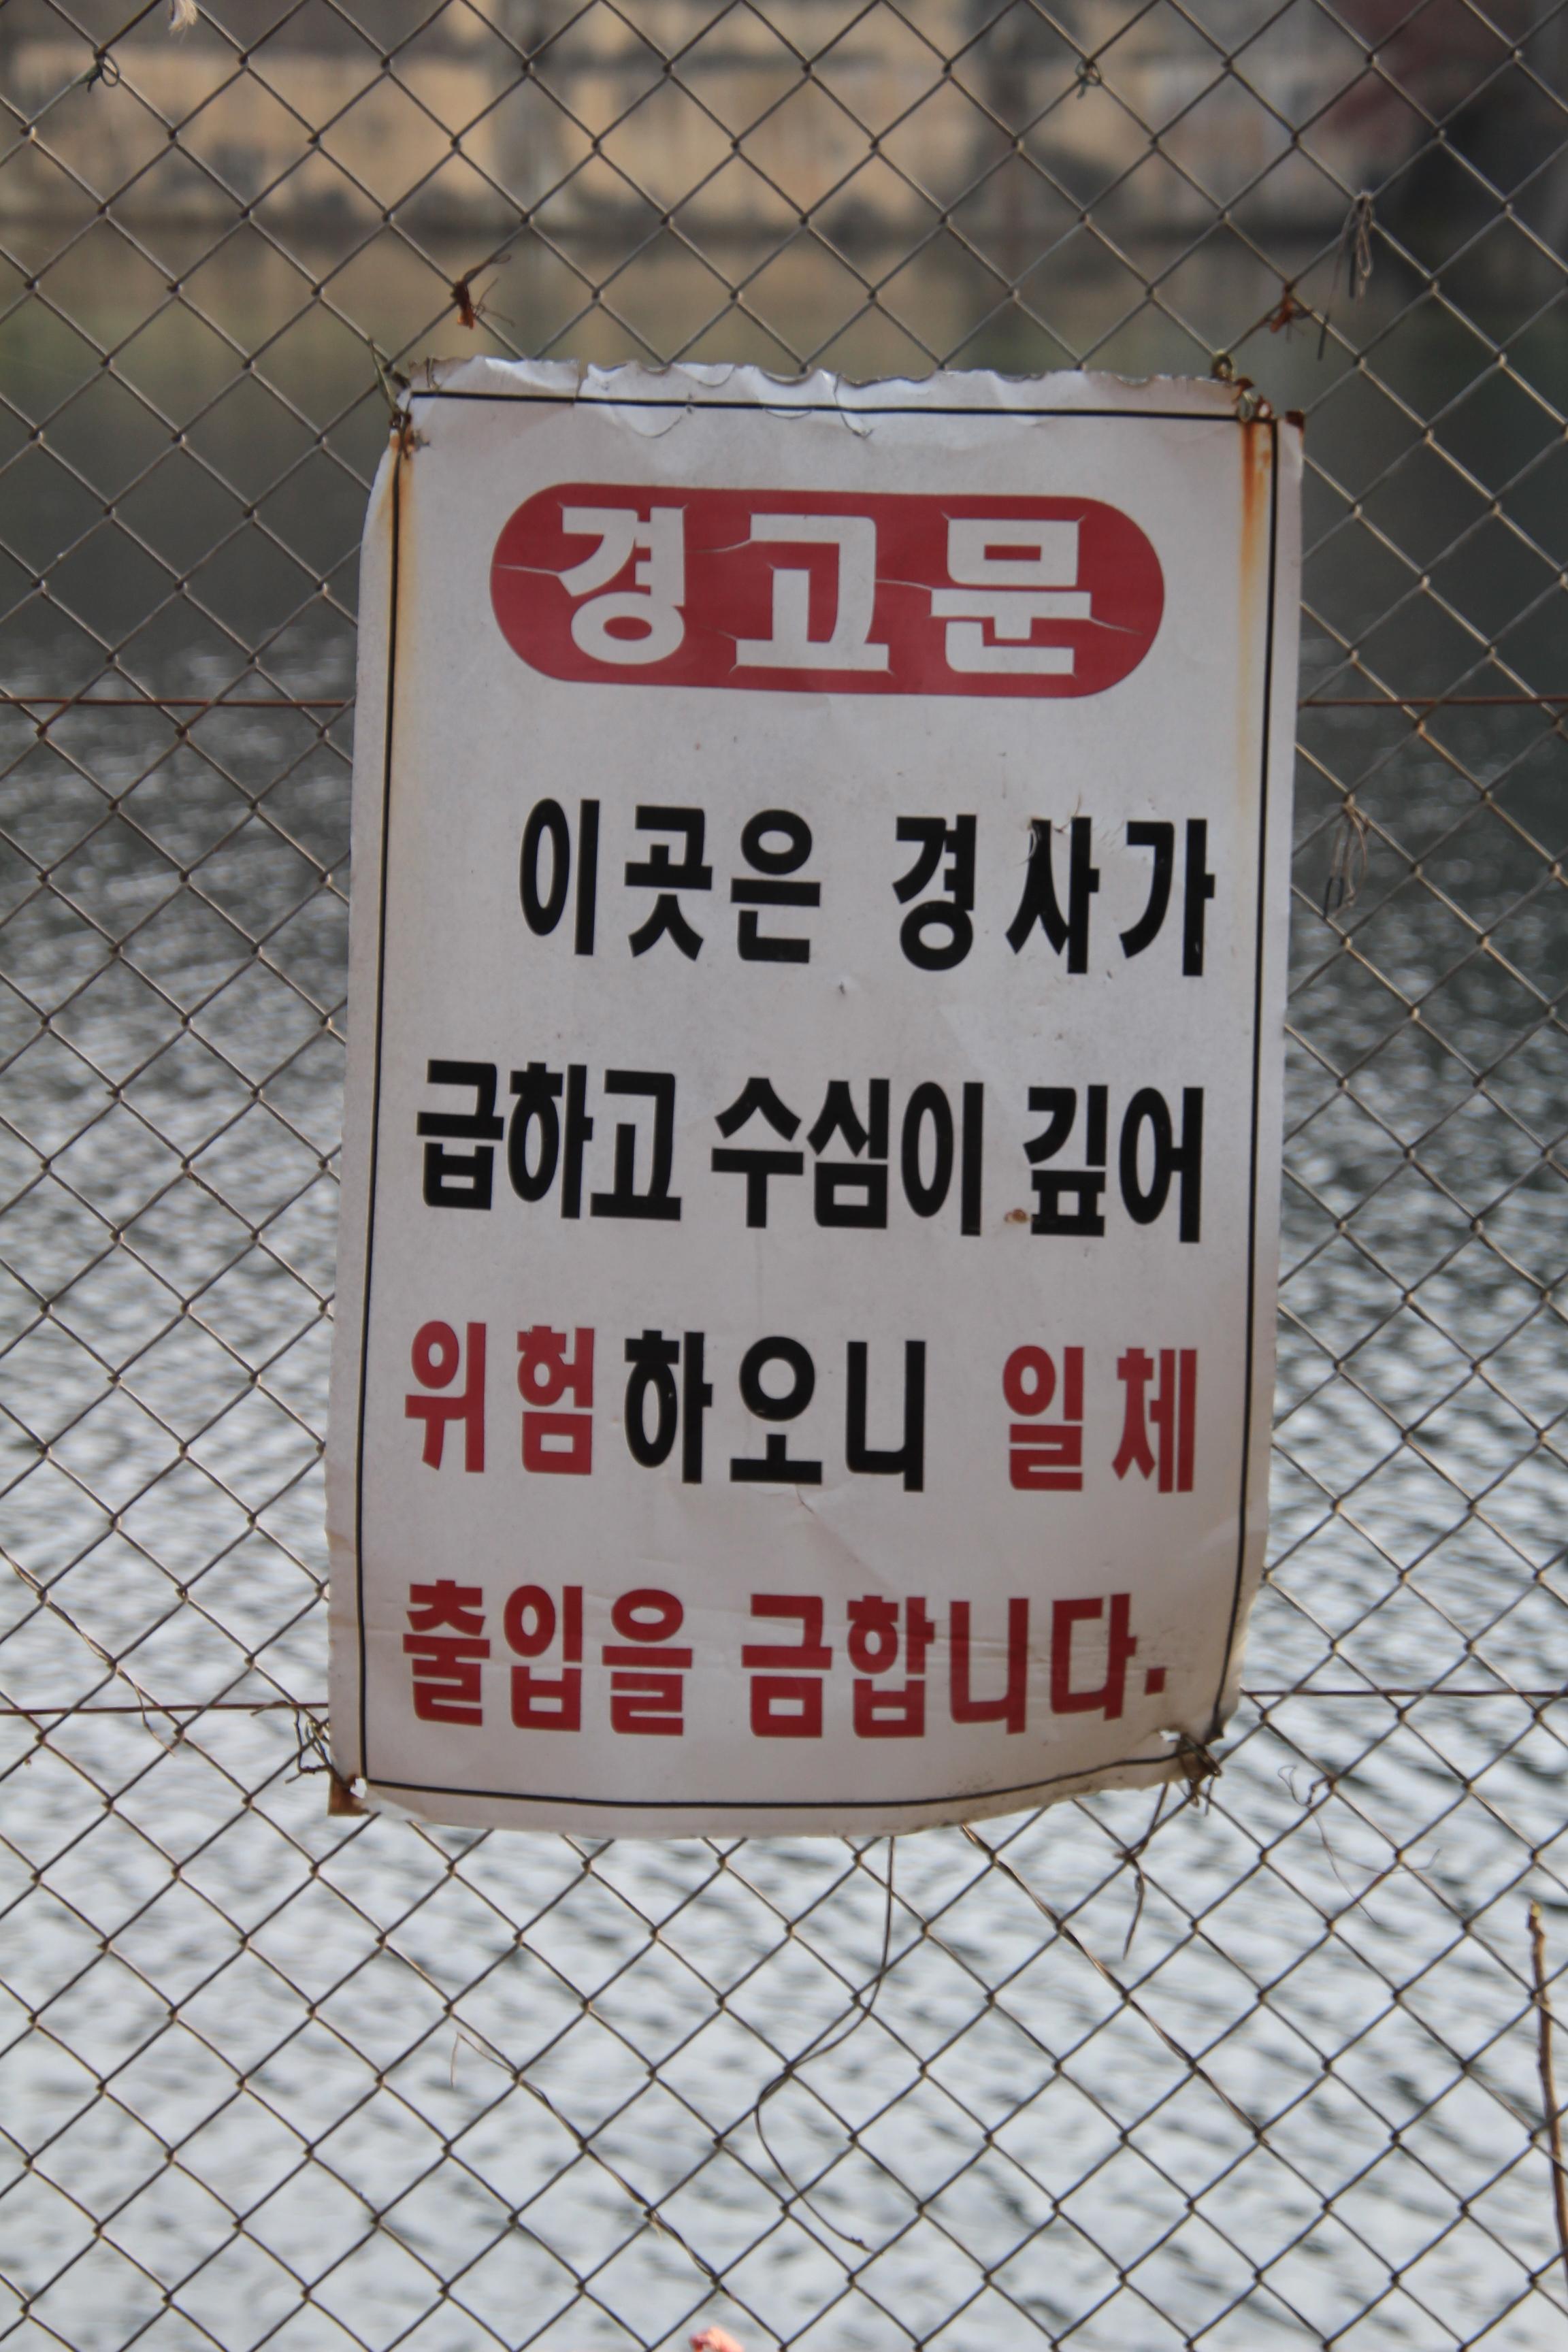 경고문
이곳은 경사가
급하고 수심이 깊어
위험하오니 일체
출입을 금합니다.